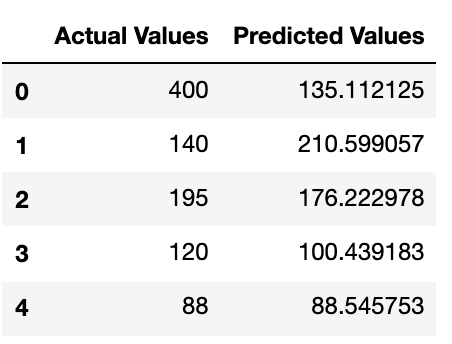 Actual Values Predicted Values
0 400 135.112125
1 140 210.599057
2 195 176.222978
3 120 100.439183
4 88 88.545753